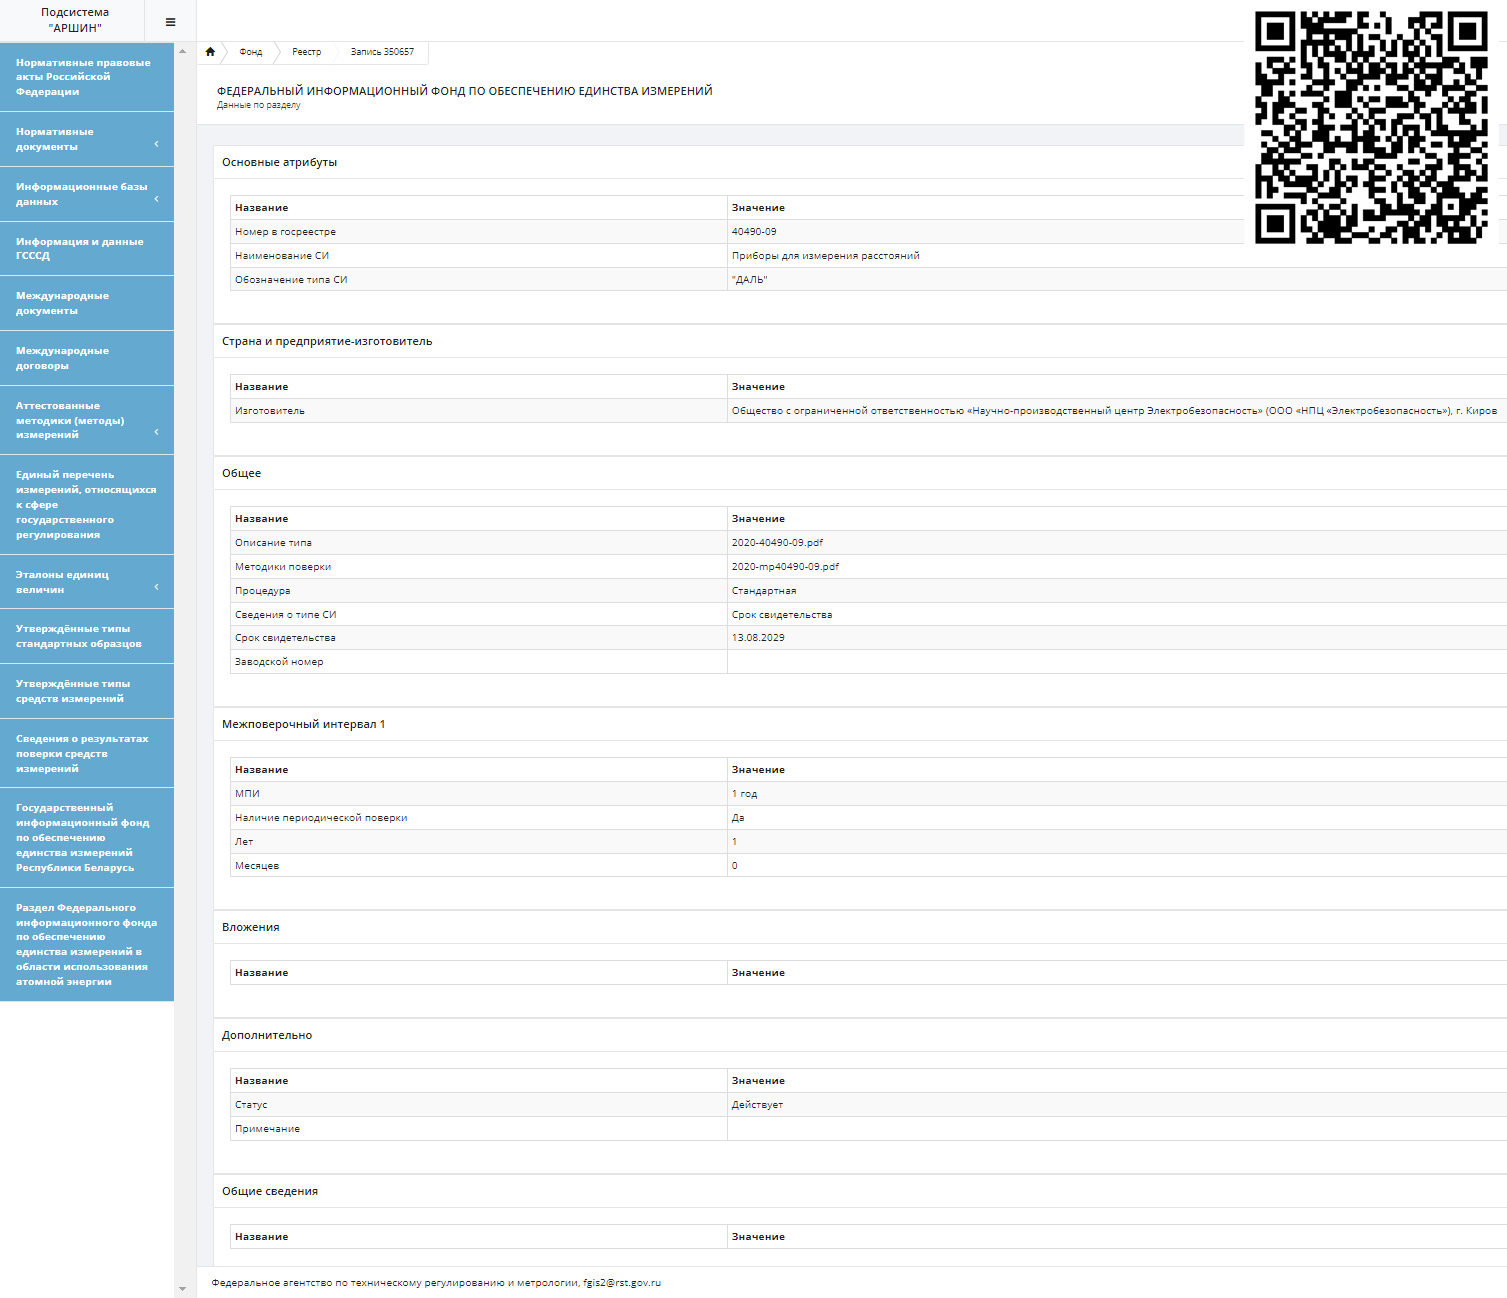 Подсистема
"АРШИН"
Нормативные правовые
акты Российской
Федерации
Нормативные
документы
Информационные базы
данных
Информация и данные
ГСССД
Международные
документы
Международные
договоры
Аттестованные
методики (методы)
измерений
Единый перечень
измерений, относящихся
к сфере
государственного
регулирования
Эталоны единиц
величин
Утверждённые типы
стандартных образцов
Утверждённые типы
средств измерений
Сведения о результатах
поверки средств
измерений
Государственный
информационный фонд
по обеспечению
единства измерений
Республики Беларусь
Раздел Федерального
информационного фонда
по обеспечению
единства измерений в
области использования
атомной энергии
Фонд Реестр Запись 350657
ФЕДЕРАЛЬНЫЙ ИНФОРМАЦИОННЫЙ ФОНД ПО ОБЕСПЕЧЕНИЮ ЕДИНСТВА ИЗМЕРЕНИЙ
Данные по разделу
Основные атрибуты
Название Значение
Номер в госреестре 40490-09
Наименование СИ Приборы для измерения расстояний
Обозначение типа СИ "ДАЛЬ"
Страна и предприятие-изготовитель
Название Значение
Изготовитель Общество с ограниченной ответственностью «Научно-производственный центр Электробезопасность» (ООО «НПЦ «Электробезопасность»), г. Киров
Общее
Название Значение
Описание типа 2020-40490-09.pdf
Методики поверки 2020-mp40490-09.pdf
Процедура Стандартная
Сведения о типе СИ Срок свидетельства
Срок свидетельства 13.08.2029
Заводской номер
Межповерочный интервал 1
Название Значение
МПИ 1 год
Наличие периодической поверки Да
Лет 1
Месяцев 0
Вложения
Название Значение
Дополнительно
Название Значение
Статус Действует
Примечание
Общие сведения
Название Значение
Федеральное агентство по техническому регулированию и метрологии, fgis2@rst.gov.ru